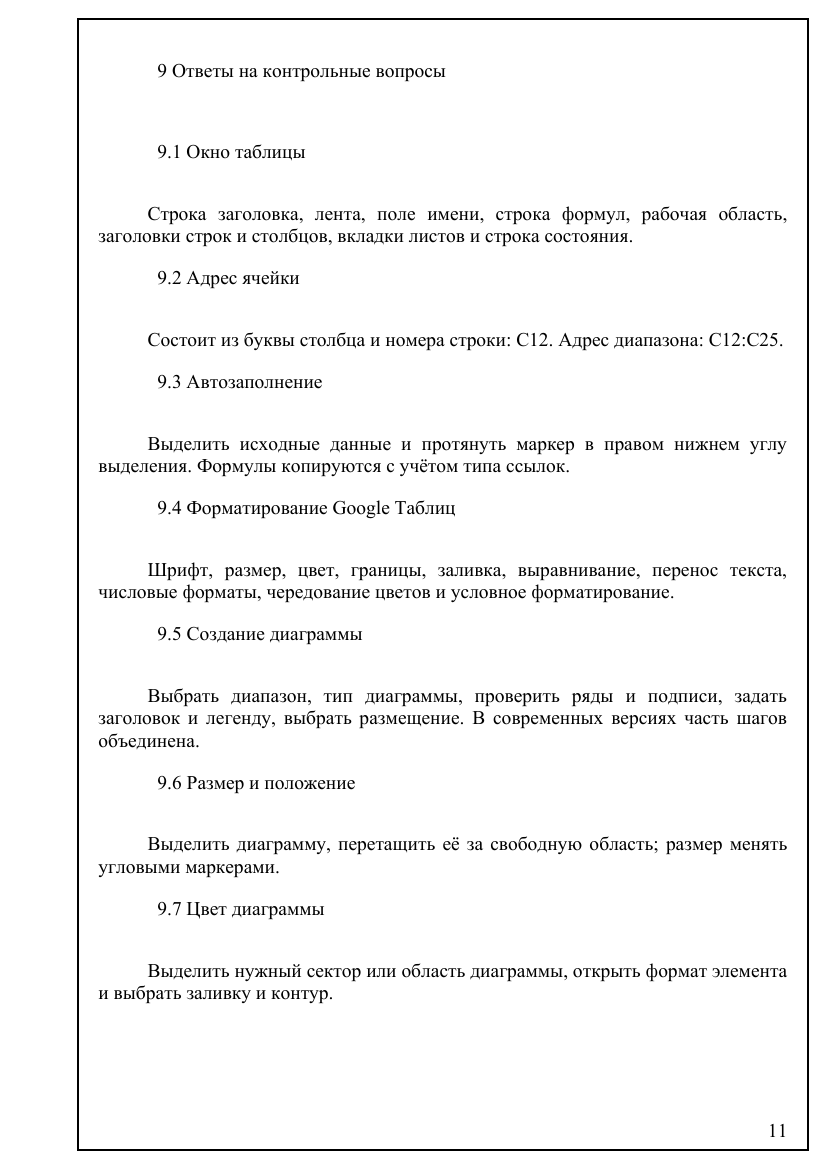 9 Ответы на контрольные вопросы
9.1 Окно таблицы
Строка заголовка, лента, поле имени, строка формул, рабочая область,
заголовки строк и столбцов, вкладки листов и строка состояния.
9.2 Адрес ячейки
Состоит из буквы столбца и номера строки: C12. Адрес диапазона: C12:C25.
9.3 Автозаполнение
Выделить исходные данные и протянуть маркер в правом нижнем углу
выделения. Формулы копируются с учётом типа ссылок.
9.4 Форматирование Google Таблиц
Шрифт, размер, цвет, границы, заливка, выравнивание, перенос текста,
числовые форматы, чередование цветов и условное форматирование.
9.5 Создание диаграммы
Выбрать диапазон, тип диаграммы, проверить ряды и подписи, задать
заголовок и легенду, выбрать размещение. В современных версиях часть шагов
объединена.
9.6 Размер и положение
Выделить диаграмму, перетащить её за свободную область; размер менять
угловыми маркерами.
9.7 Цвет диаграммы
Выделить нужный сектор или область диаграммы, открыть формат элемента
и выбрать заливку и контур.
11